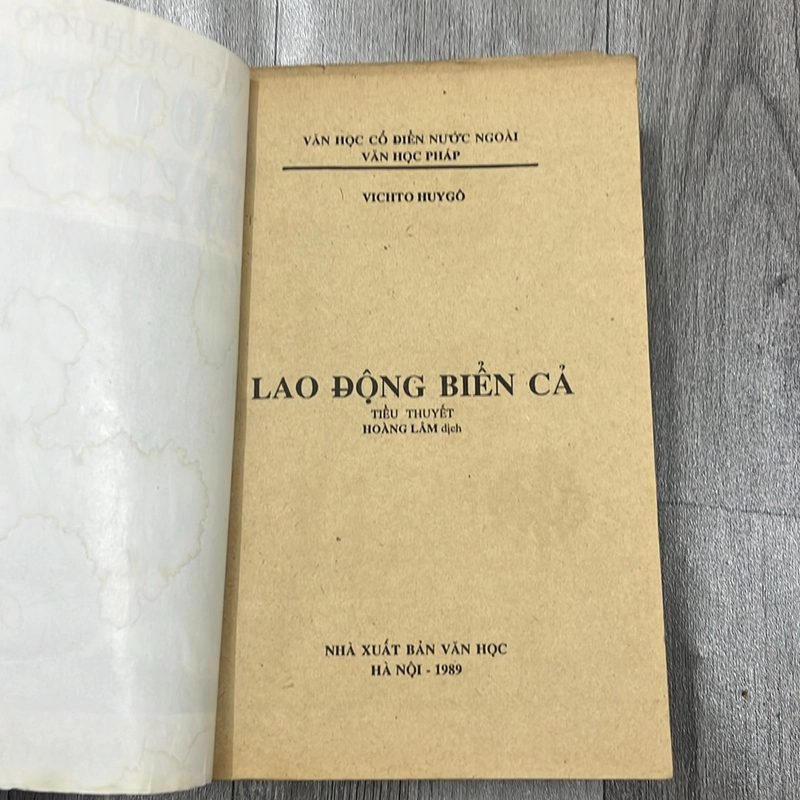 VĂN HỌC CỔ ĐIỂN NƯỚC NGOÀI
VĂN HỌC PHÁP
VICHTO HUYGÔ
LAO ĐỘNG BIỂN CẢ
TIỂU THUYẾT
HOÀNG LÂM dịch
NHÀ XUẤT BẢN VĂN HỌC
HÀ NỘI - 1989